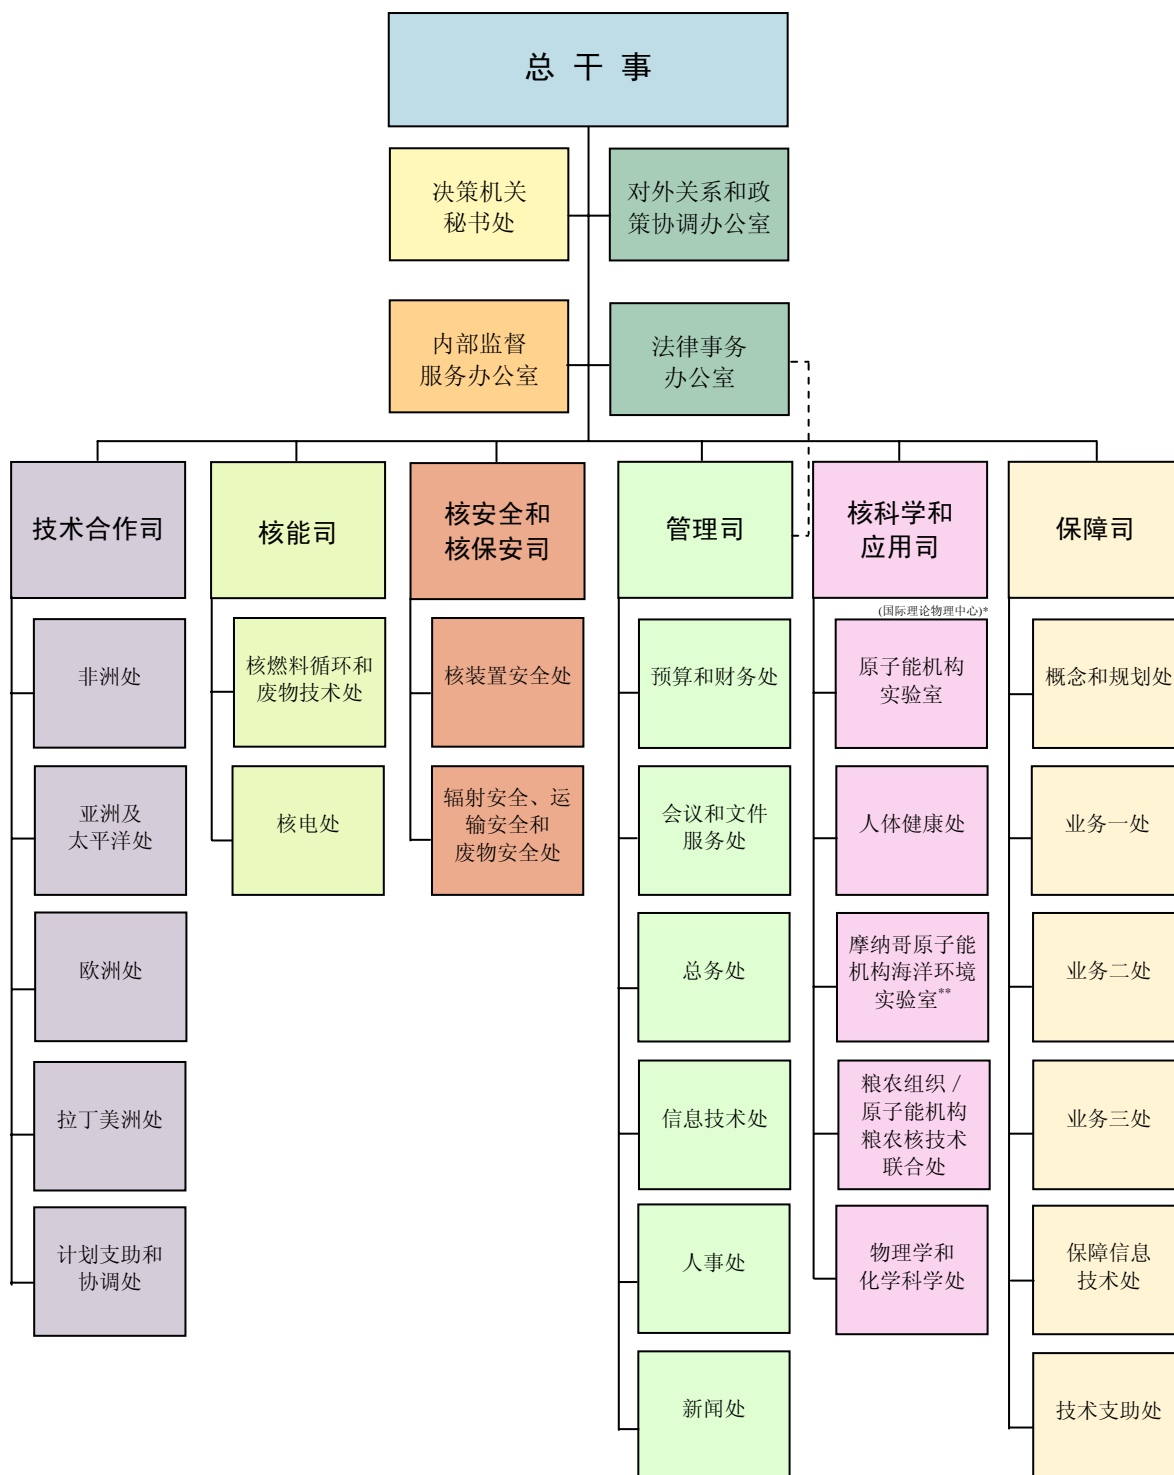 总 干 事
决策机关
秘书处
对外关系和政
策协调办公室
内部监督
服务办公室
法律事务
办公室
技术合作司
核能司
核安全和
核保安司
管理司
核科学和
应用司
保障司
(国际理论物理中心)*
非洲处
核燃料循环和
废物技术处
核装置安全处
预算和财务处
原子能机构
实验室
概念和规划处
亚洲及
太平洋处
核电处
辐射安全、运
输安全和
废物安全处
会议和文件
服务处
人体健康处
业务一处
欧洲处
总务处
摩纳哥原子能
机构海洋环境
实验室**
业务二处
拉丁美洲处
信息技术处
粮农组织 /
原子能机构
粮农核技术
联合处
业务三处
计划支助和
协调处
人事处
物理学和
化学科学处
保障信息
技术处
新闻处
技术支助处